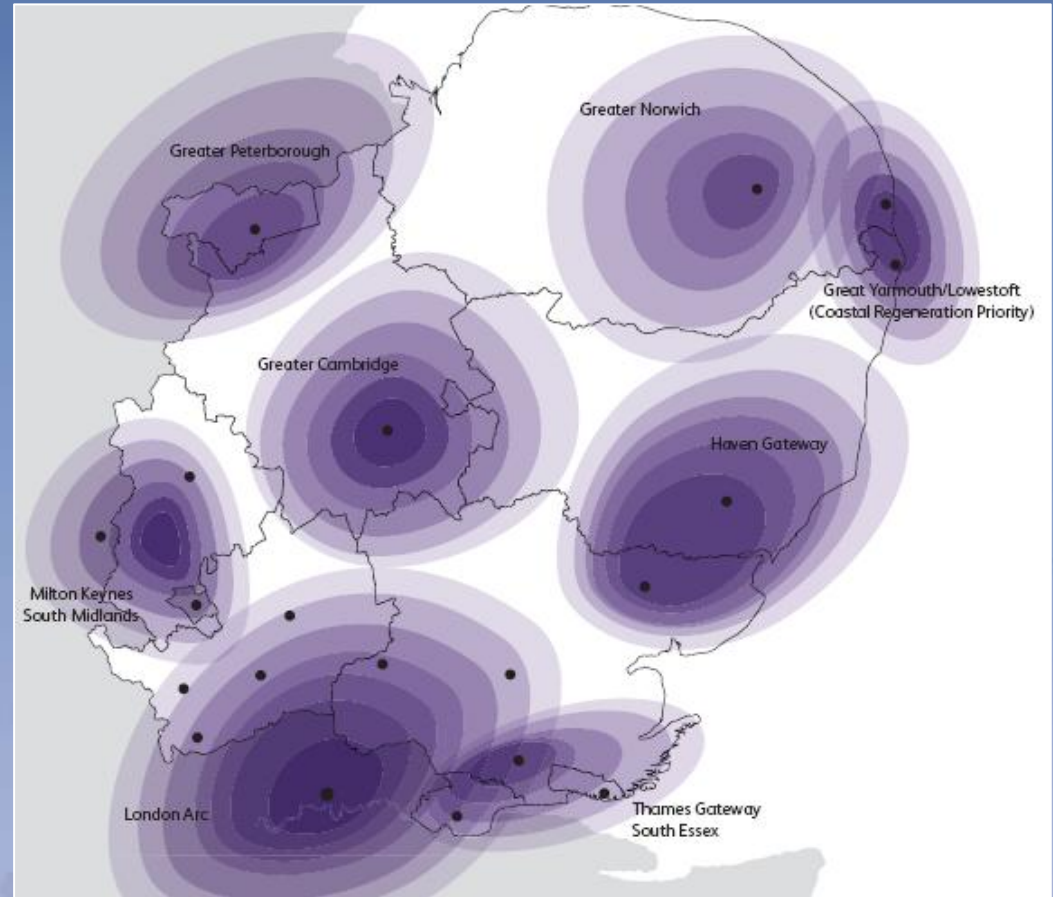 Greater Norwich
Greater Peterborough
Great Yarmouth/Lowestoft
(Coastal Regeneration Priority)
Greater Cambridge
Haven Gateway
Milton Keynes
South Midlands
London Arc
Thames Gateway
South Essex